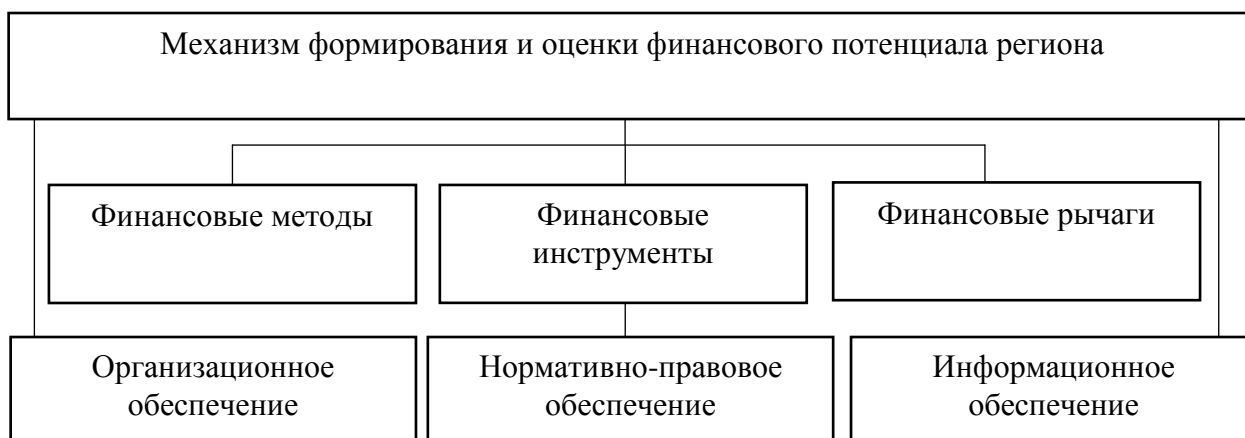 Механизм формирования и оценки финансового потенциала региона
Финансовые методы
Финансовые
инструменты
Финансовые рычаги
Организационное
обеспечение
Нормативно-правовое
обеспечение
Информационное
обеспечение